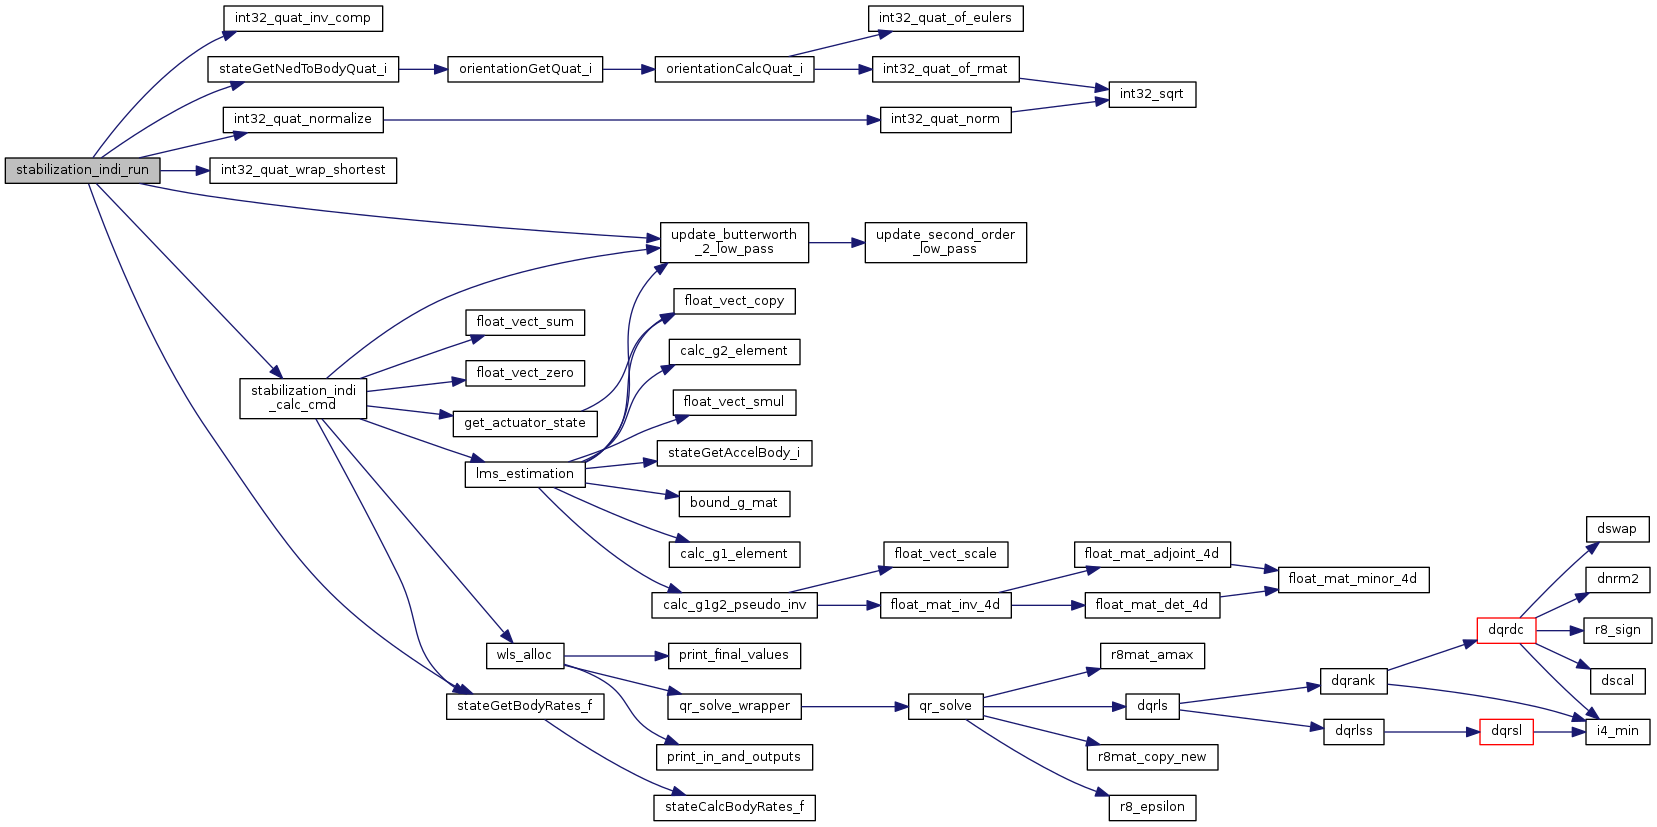 int32_quat_inv_comp
int32_quat_of_eulers
stateGetNedToBodyQuat_i
orientationGetQuat_i
orientationCalcQuat_i
int32_quat_of_rmat
int32_sqrt
int32_quat_normalize
int32_quat_norm
stabilization_indi_run
int32_quat_wrap_shortest
update_butterworth
_2_low_pass
update_second_order
_low_pass
float_vect_copy
float_vect_sum
calc_g2_element
float_vect_zero
stabilization_indi
_calc_cmd
float_vect_smul
get_actuator_state
stateGetAccelBody_i
lms_estimation
bound_g_mat
calc_g1_element
float_vect_scale
float_mat_adjoint_4d
float_mat_minor_4d
calc_g1g2_pseudo_inv
float_mat_inv_4d
float_mat_det_4d
dswap
dnrm2
dqrdc
r8_sign
wls_alloc
print_final_values
r8mat_amax
dqrank
dscal
stateGetBodyRates_f
qr_solve_wrapper
qr_solve
dqrls
dqrlss
dqrsl
i4_min
print_in_and_outputs
r8mat_copy_new
stateCalcBodyRates_f
r8_epsilon